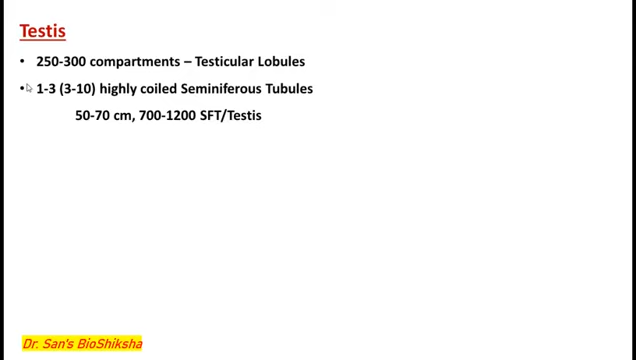 Testis
• 250-300 compartments – Testicular Lobules
• 1-3 (3-10) highly coiled Seminiferous Tubules
50-70 cm, 700-1200 SFT/Testis
Dr. San's BioShiksha